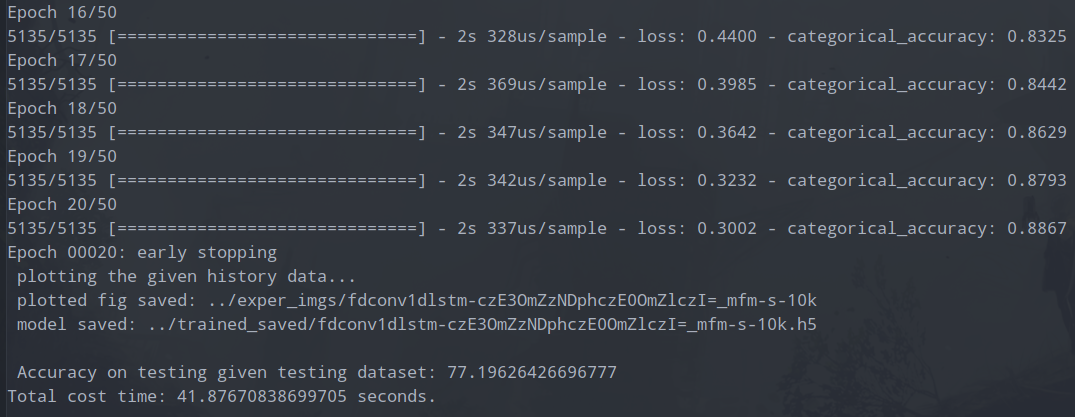 Epoch 16/50
5135/5135 [==============================] - 2s 328us/sample - loss: 0.4400 - categorical_accuracy: 0.8325
Epoch 17/50
5135/5135 [==============================] - 2s 369us/sample - loss: 0.3985 - categorical_accuracy: 0.8442
Epoch 18/50
5135/5135 [==============================] - 2s 347us/sample - loss: 0.3642 - categorical_accuracy: 0.8629
Epoch 19/50
5135/5135 [==============================] - 2s 342us/sample - loss: 0.3232 - categorical_accuracy: 0.8793
Epoch 20/50
5135/5135 [==============================] - 2s 337us/sample - loss: 0.3002 - categorical_accuracy: 0.8867
Epoch 00020: early stopping
plotting the given history data...
plotted fig saved: ../exper_imgs/fdconv1dlstm-czE3OmZzNDphczE0OmZlczI=_mfm-s-10k
model saved: ../trained_saved/fdconv1dlstm-czE3OmZzNDphczE0OmZlczI=_mfm-s-10k.h5
Accuracy on testing given testing dataset: 77.19626426696777
Total cost time: 41.87670838699705 seconds.